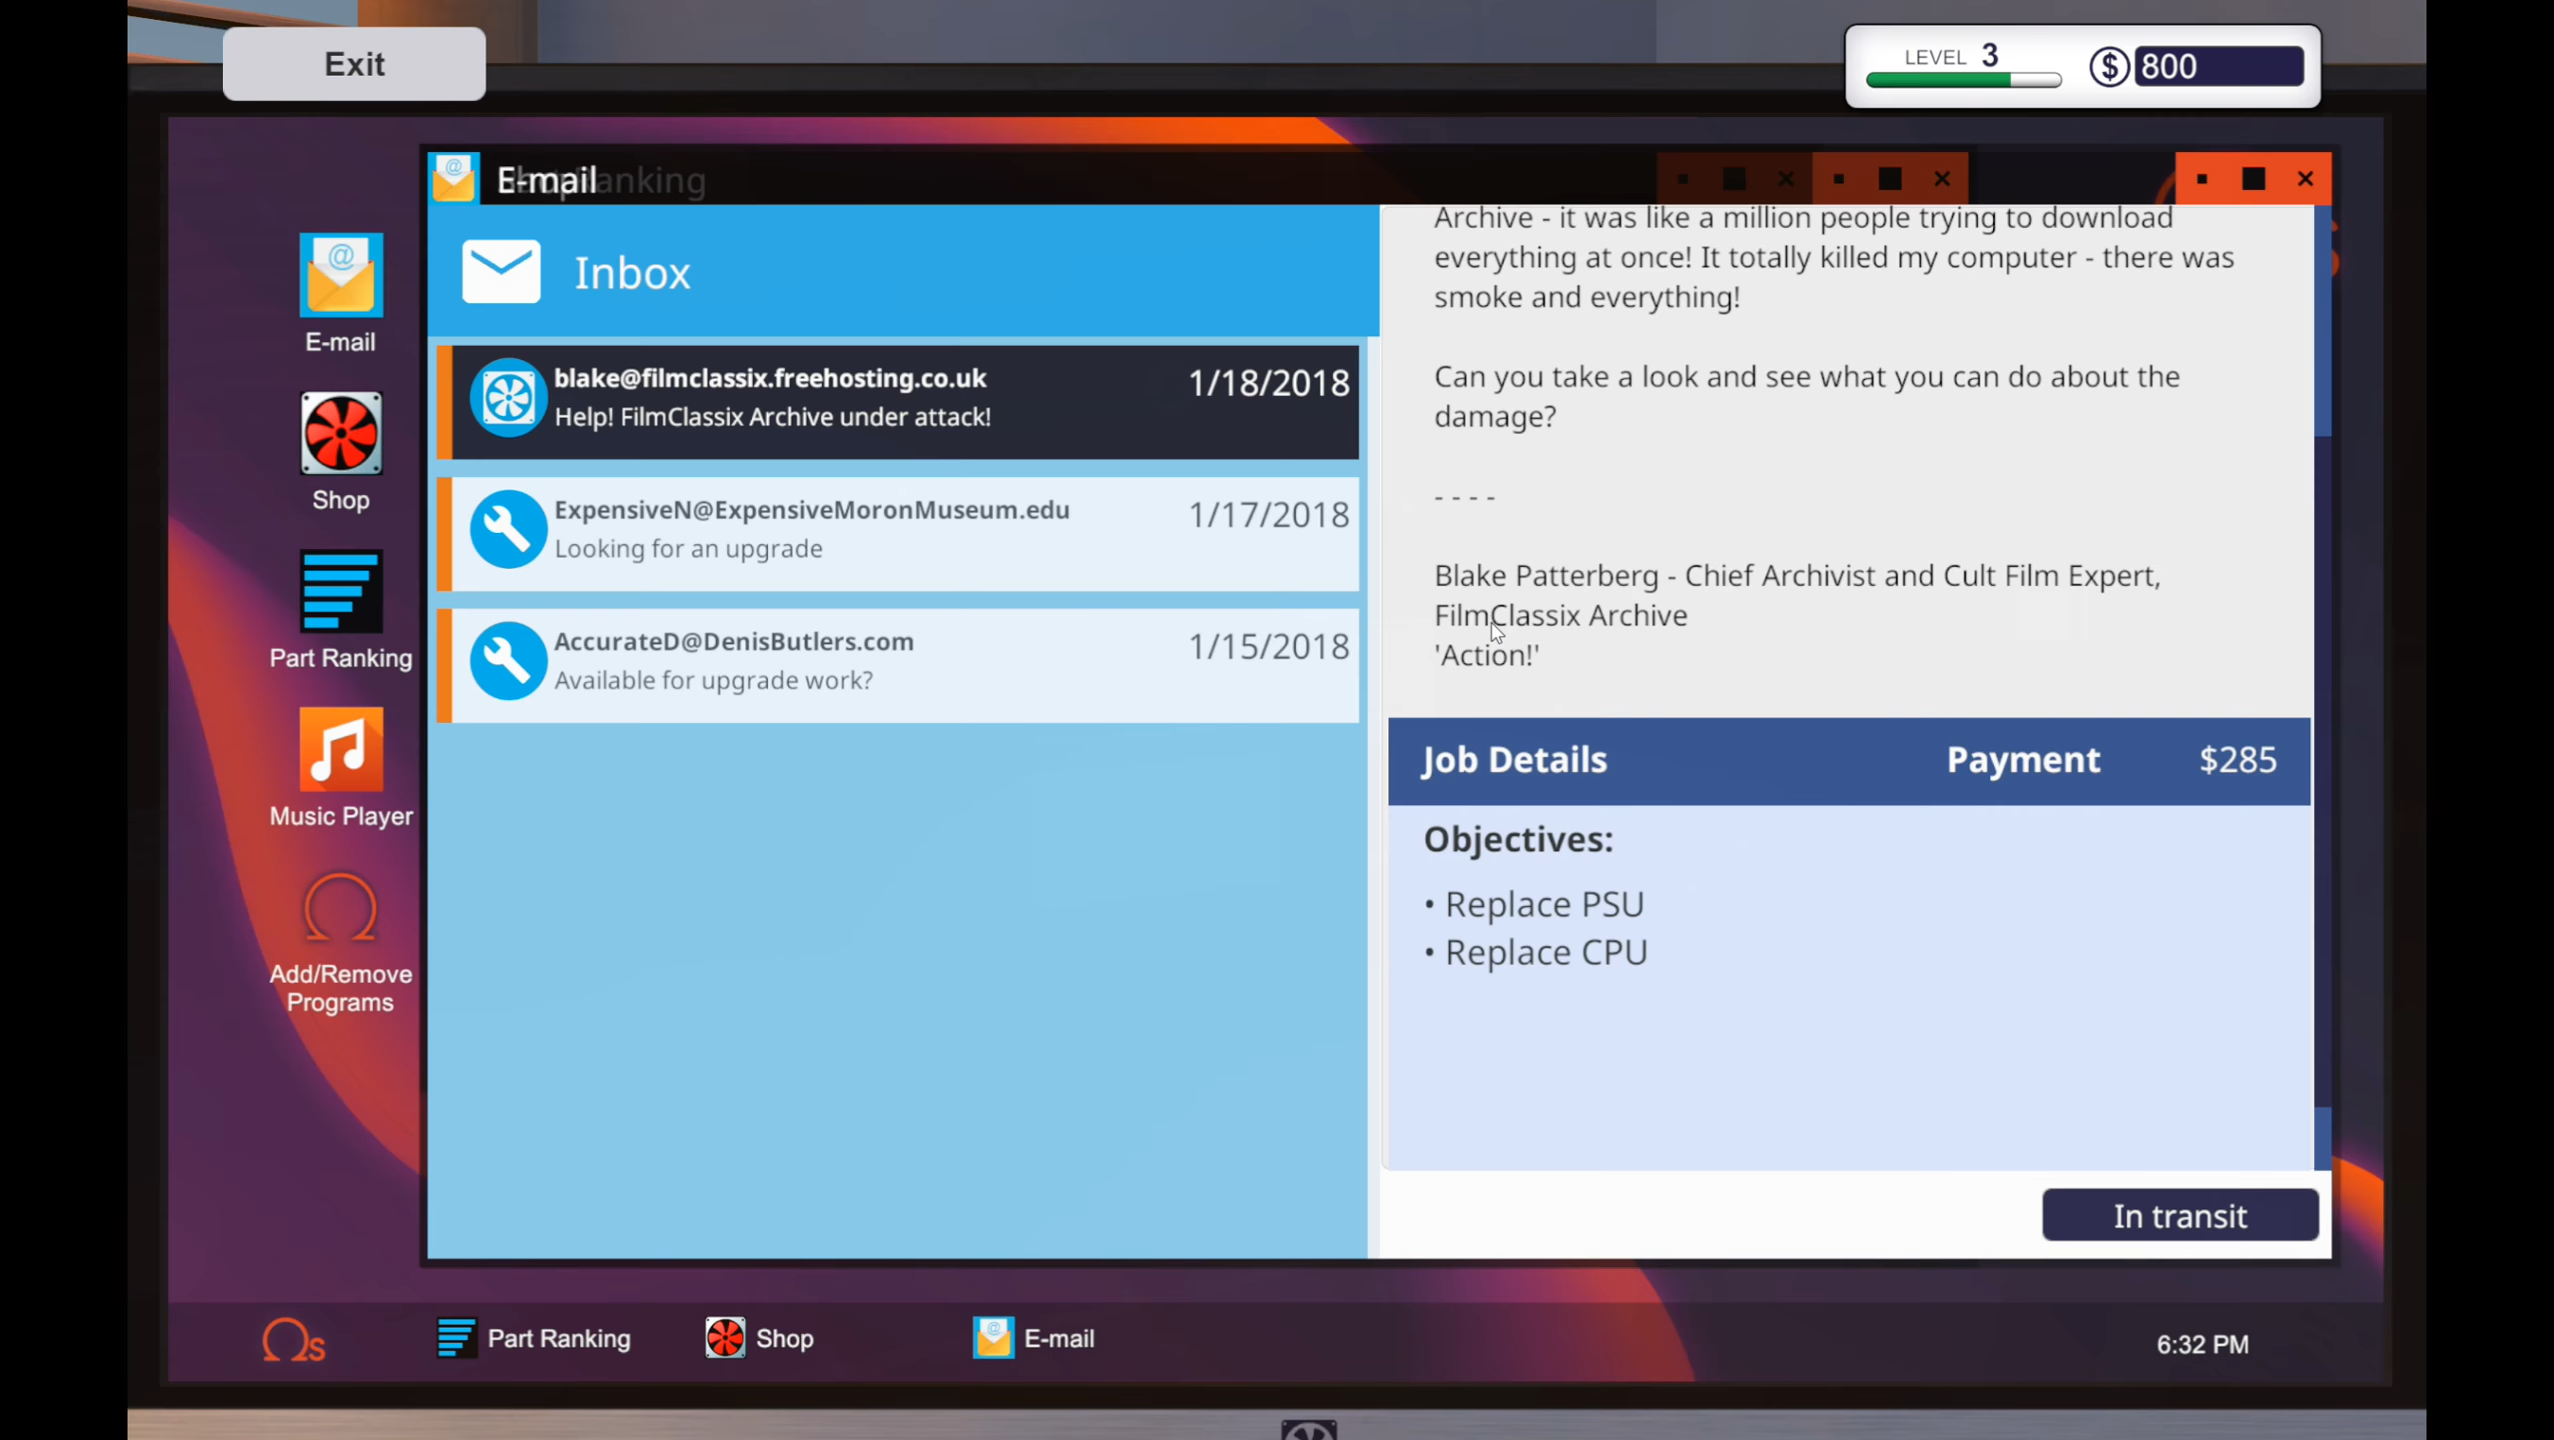 Exit
LEVEL 3
$ 800
E-mail
E-mail
Shop
Part Ranking
Music Player
Add/Remove
Programs
Inbox
blake@filmclassix.freehosting.co.uk 1/18/2018
Help! FilmClassix Archive under attack!
ExpensiveN@ExpensiveMoronMuseum.edu 1/17/2018
Looking for an upgrade
AccurateD@DenisButlers.com 1/15/2018
Available for upgrade work?
Archive - it was like a million people trying to download
everything at once! It totally killed my computer - there was
smoke and everything!
Can you take a look and see what you can do about the
damage?
- - - -
Blake Patterberg - Chief Archivist and Cult Film Expert,
FilmClassix Archive
'Action!'
Job Details Payment $285
Objectives:
• Replace PSU
• Replace CPU
In transit
Ωs Part Ranking Shop E-mail 6:32 PM